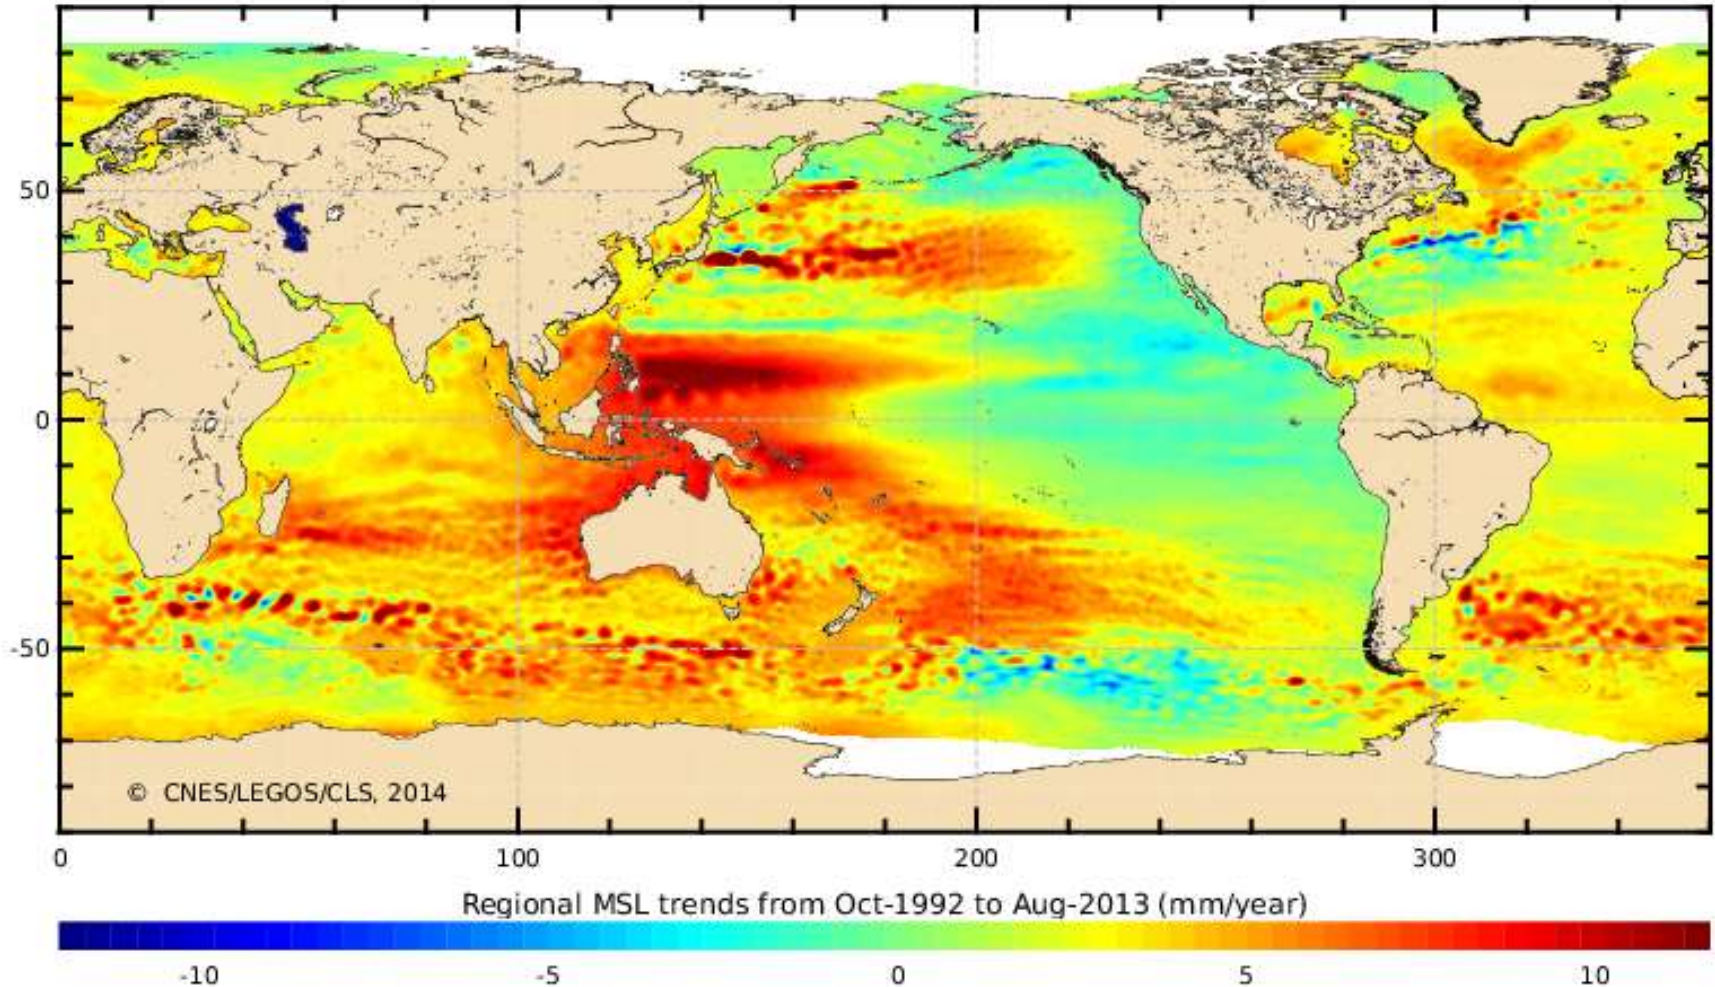 50
0
-50
© CNES/LEGOS/CLS, 2014
0 100 200 300
Regional MSL trends from Oct-1992 to Aug-2013 (mm/year)
-10 -5 0 5 10